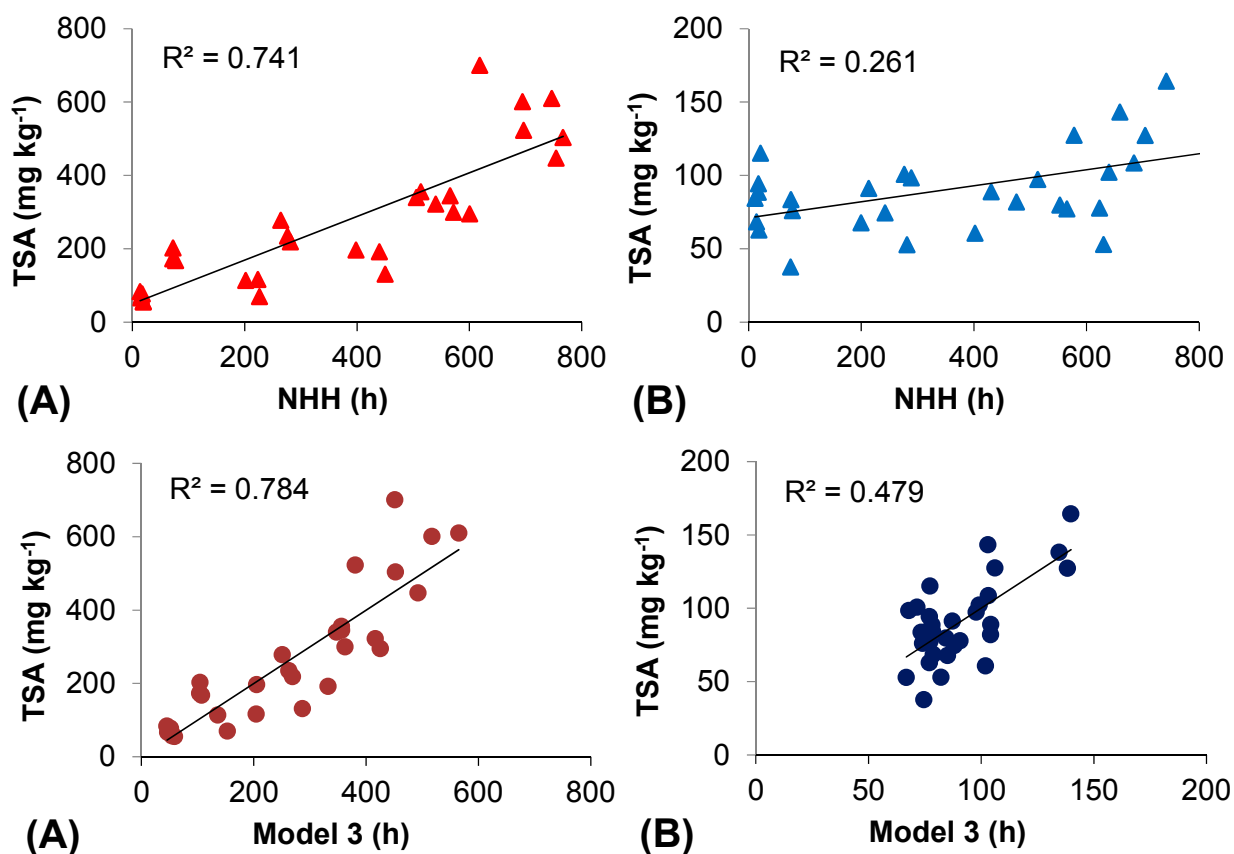 800
600
400
200
0
TSA (mg kg⁻¹)
R² = 0.741
0 200 400 600 800
NHH (h)
(A)
200
150
100
50
0
TSA (mg kg⁻¹)
R² = 0.261
0 200 400 600 800
NHH (h)
(B)
800
600
400
200
0
TSA (mg kg⁻¹)
R² = 0.784
0 200 400 600 800
Model 3 (h)
(A)
200
150
100
50
0
TSA (mg kg⁻¹)
R² = 0.479
0 50 100 150 200
Model 3 (h)
(B)